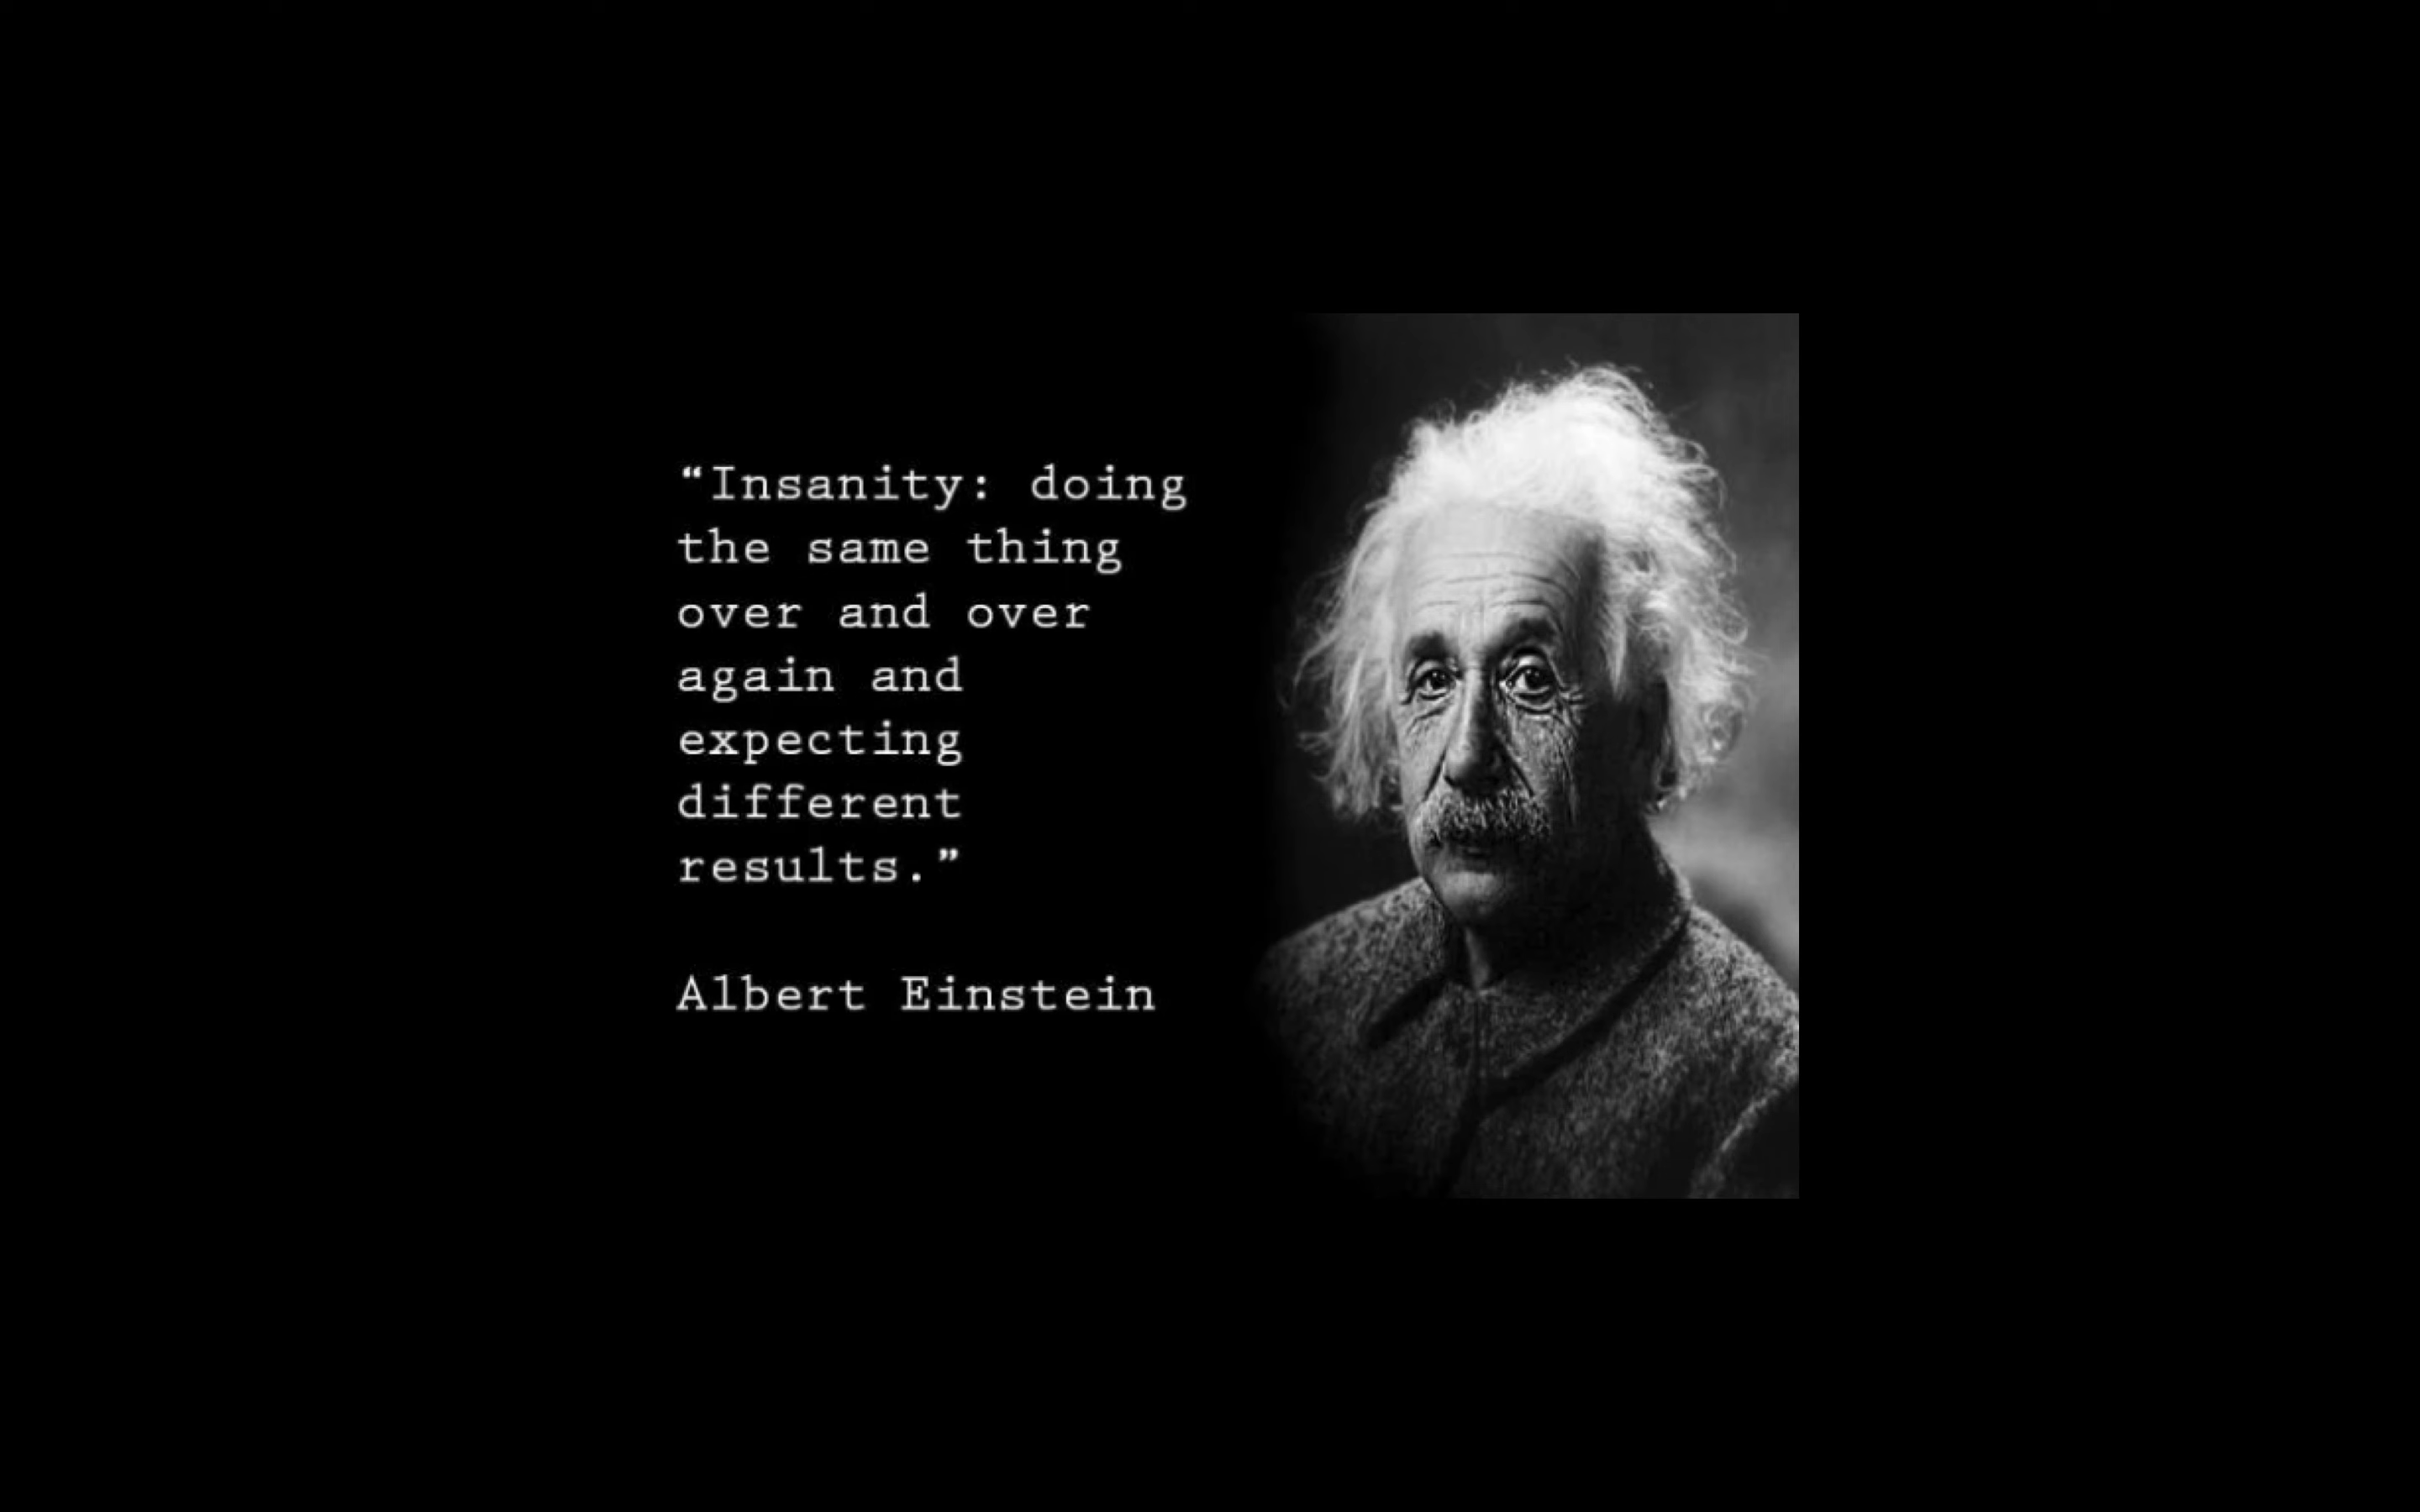 “Insanity: doing
the same thing
over and over
again and
expecting
different
results.”
Albert Einstein